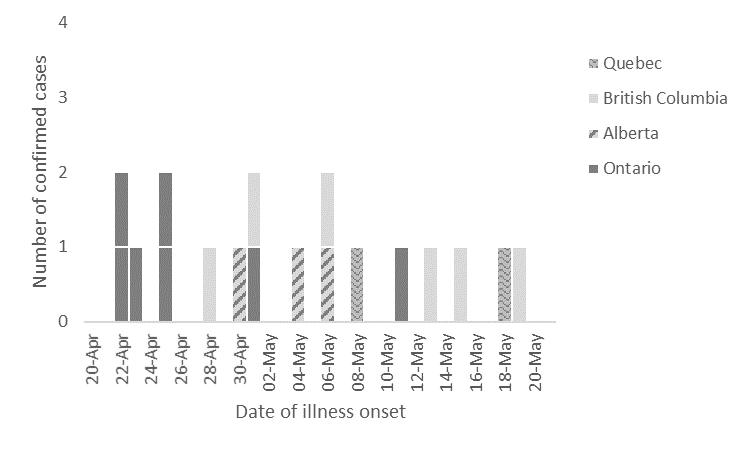 Number of confirmed cases
4
3
2
1
0
20-Apr
22-Apr
24-Apr
26-Apr
28-Apr
30-Apr
02-May
04-May
06-May
08-May
10-May
12-May
14-May
16-May
18-May
20-May
Date of illness onset
Quebec
British Columbia
Alberta
Ontario